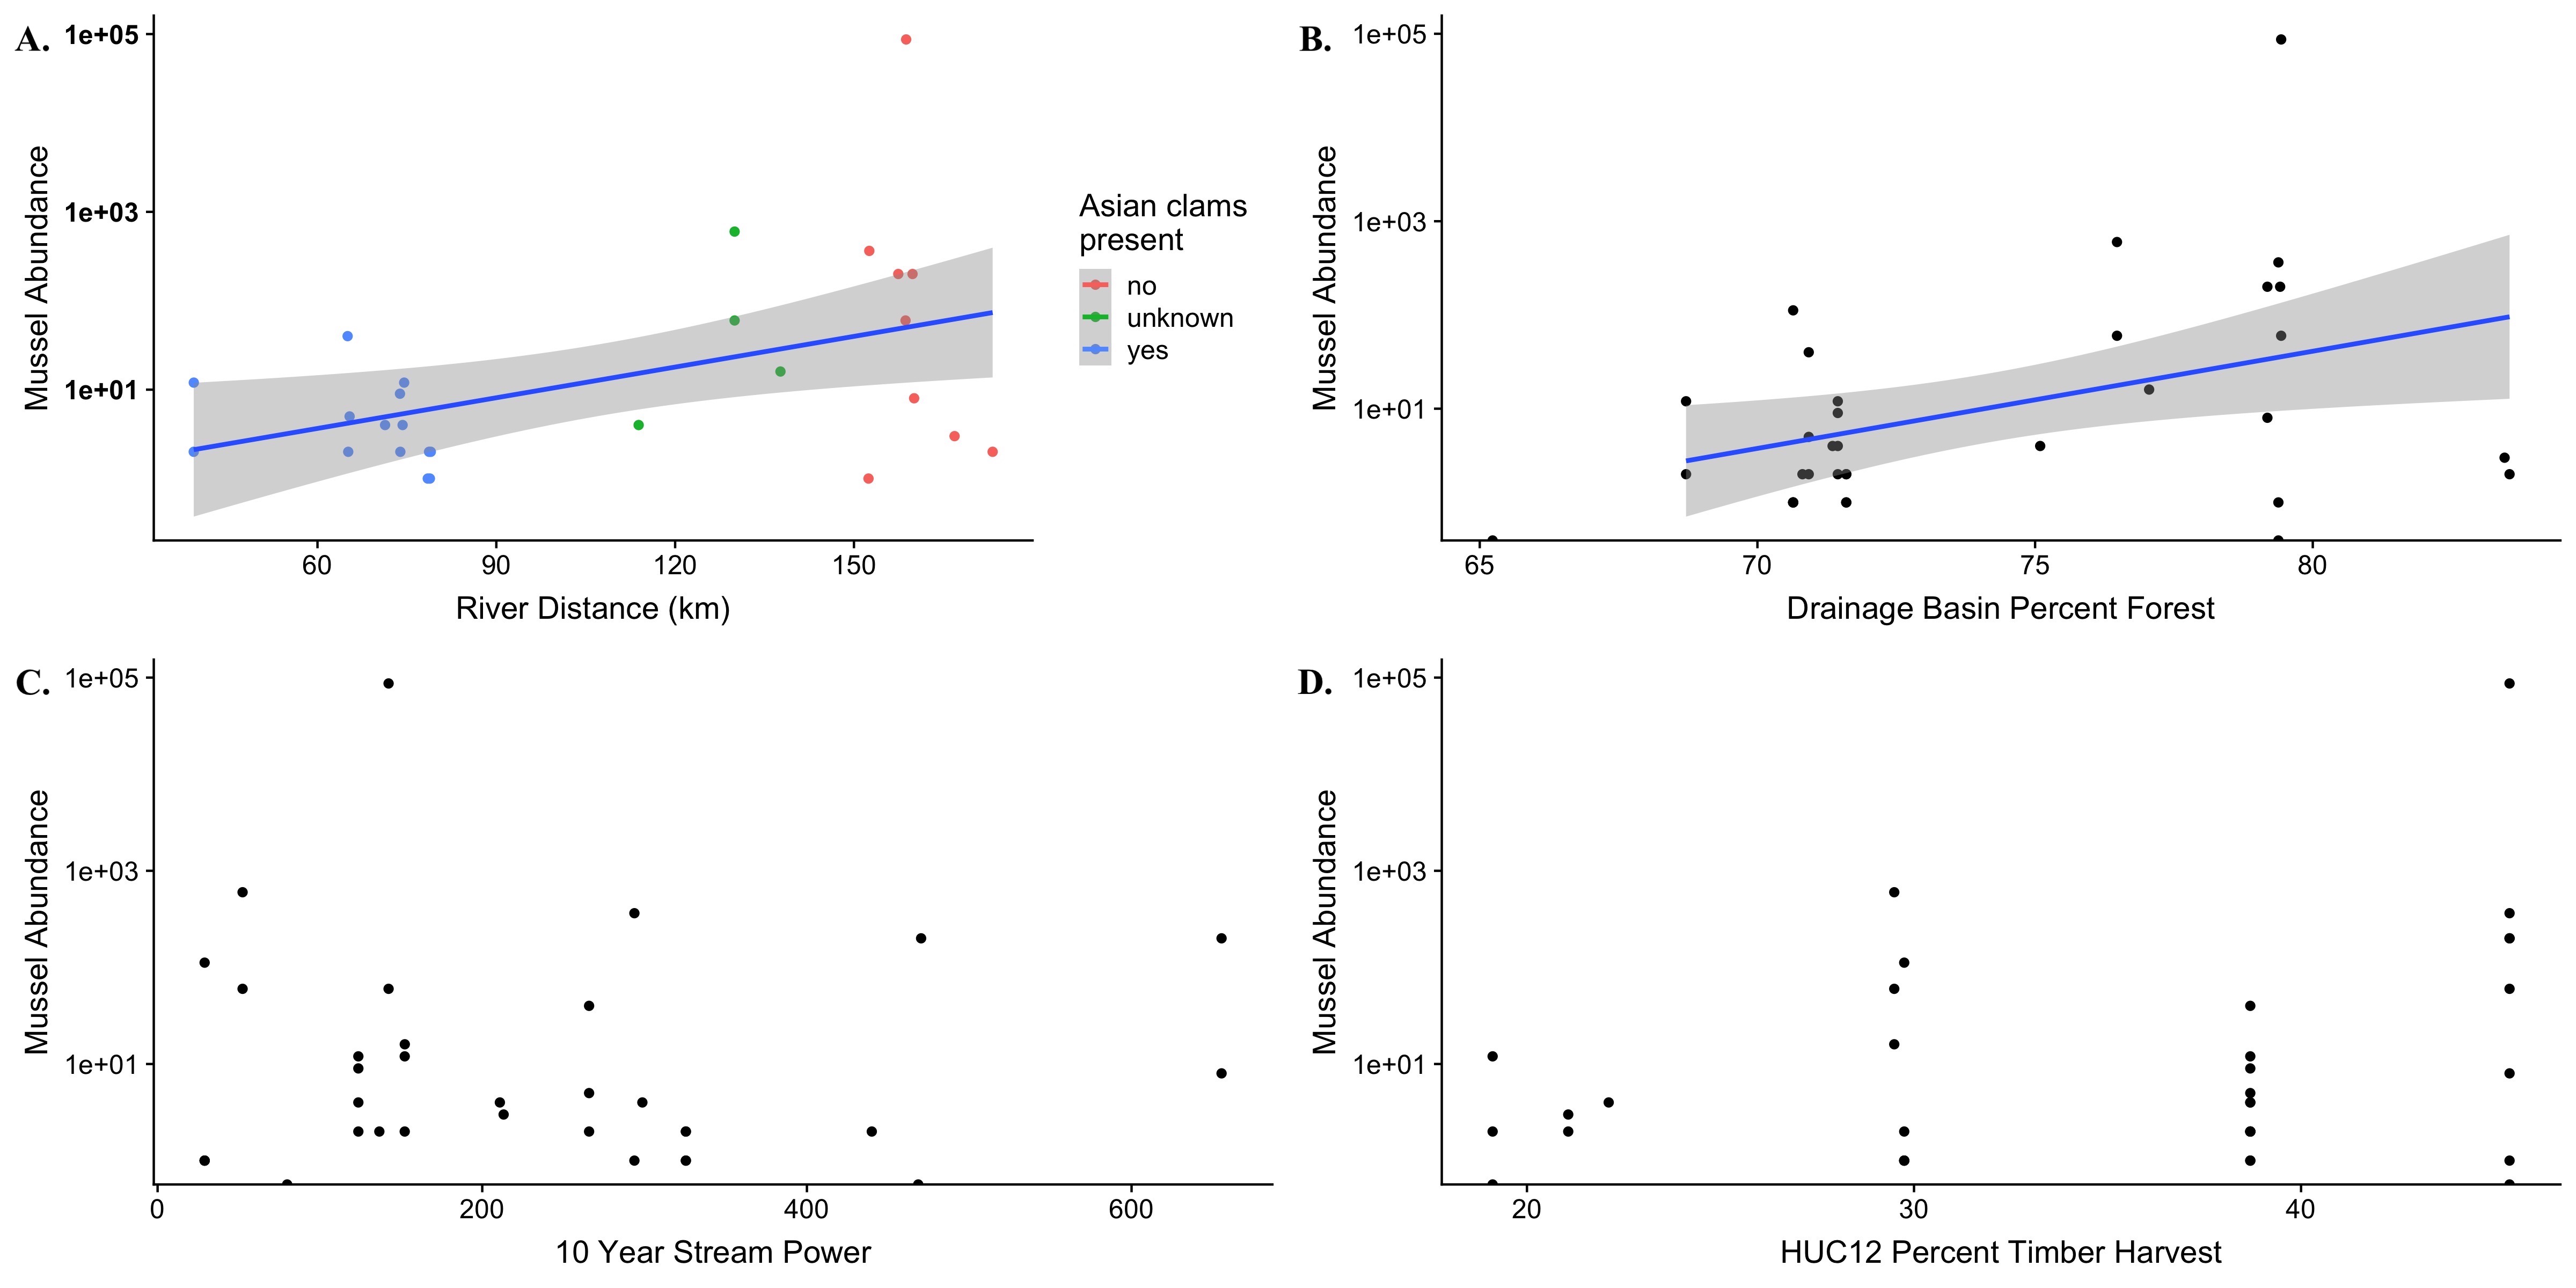 A.
1e+05
1e+03
1e+01
Mussel Abundance
60 90 120 150
River Distance (km)
Asian clams
present
no
unknown
yes
B.
1e+05
1e+03
1e+01
Mussel Abundance
65 70 75 80
Drainage Basin Percent Forest
C.
1e+05
1e+03
1e+01
Mussel Abundance
0 200 400 600
10 Year Stream Power
D.
1e+05
1e+03
1e+01
Mussel Abundance
20 30 40
HUC12 Percent Timber Harvest